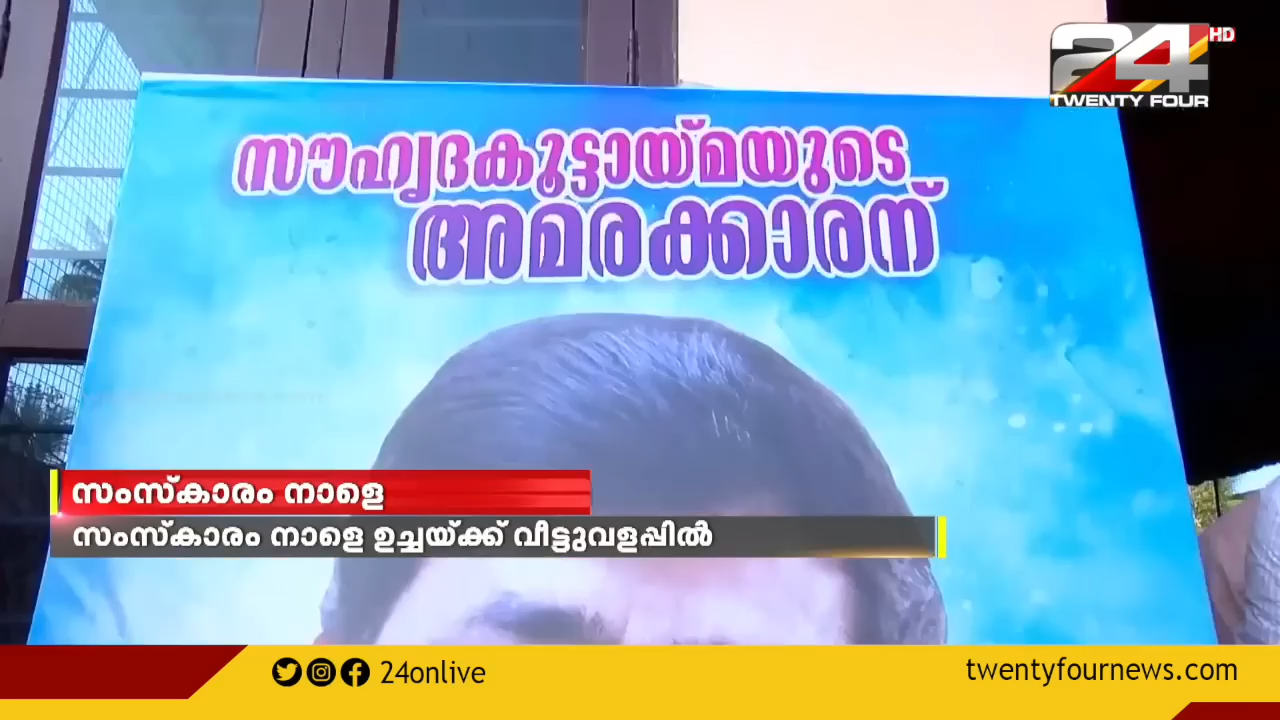 24 HD
TWENTY FOUR
സൗഹൃദകൂട്ടായ്മയുടെ
അമരക്കാരന്
സംസ്കാരം നാളെ
സംസ്കാരം നാളെ ഉച്ചയ്ക്ക് വീട്ടുവളപ്പിൽ
24onlive
twentyfournews.com